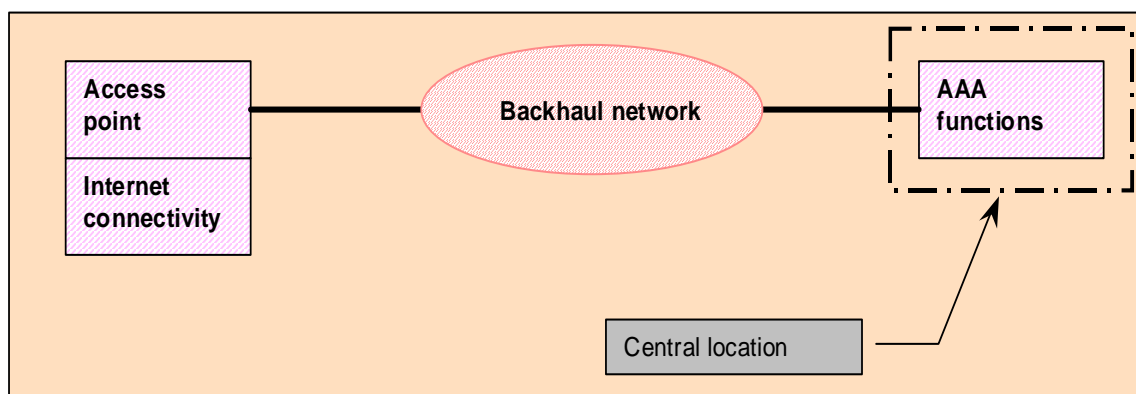 Access
point
Internet
connectivity
Backhaul network
AAA
functions
Central location